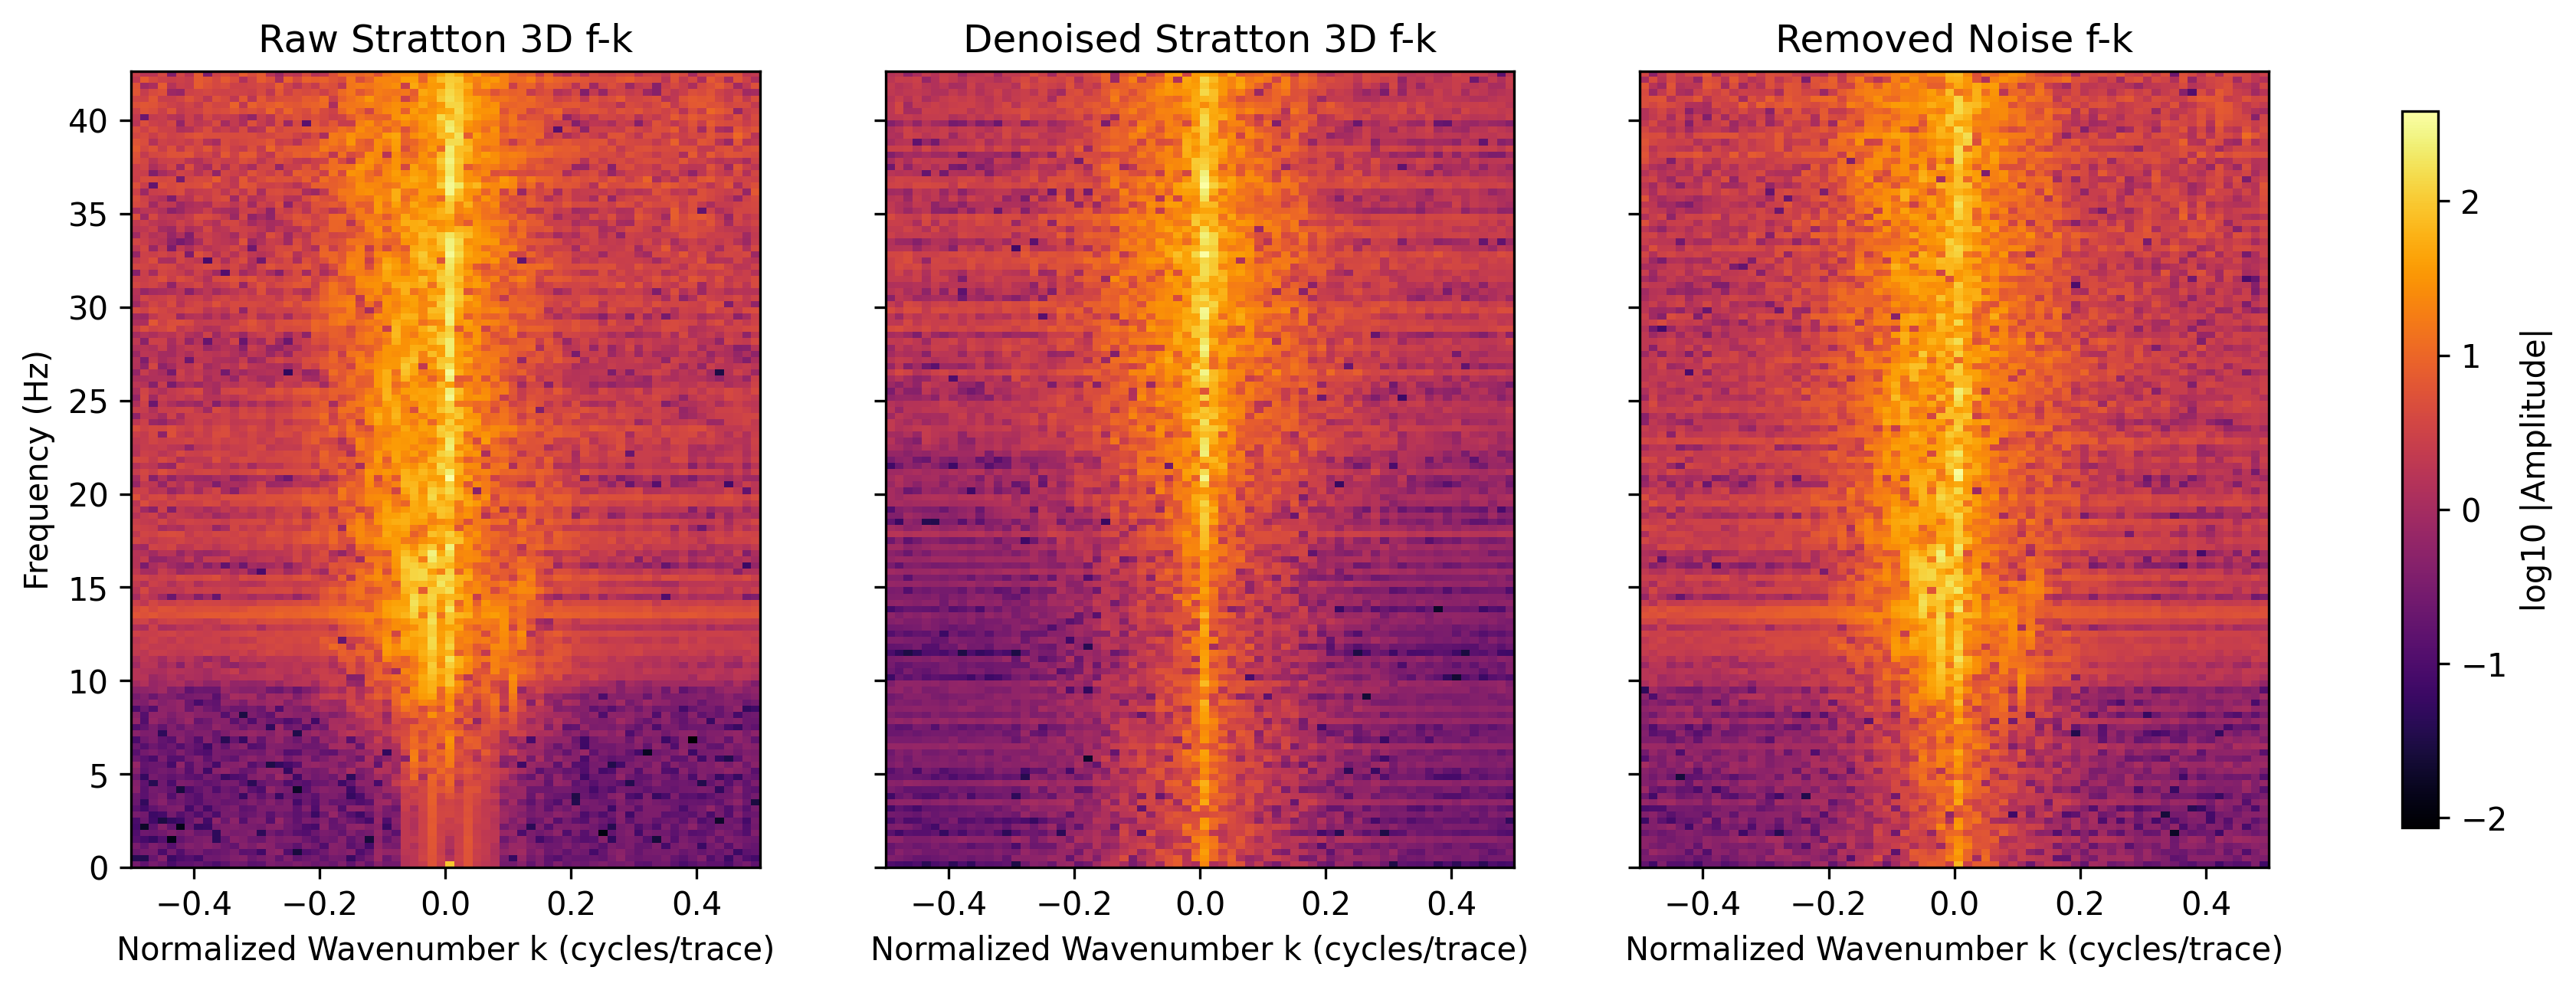 Raw Stratton 3D f-k
Denoised Stratton 3D f-k
Removed Noise f-k
Frequency (Hz)
40
35
30
25
20
15
10
5
0
−0.4 −0.2 0.0 0.2 0.4
−0.4 −0.2 0.0 0.2 0.4
−0.4 −0.2 0.0 0.2 0.4
Normalized Wavenumber k (cycles/trace)
Normalized Wavenumber k (cycles/trace)
Normalized Wavenumber k (cycles/trace)
2
1
0
−1
−2
log10 |Amplitude|